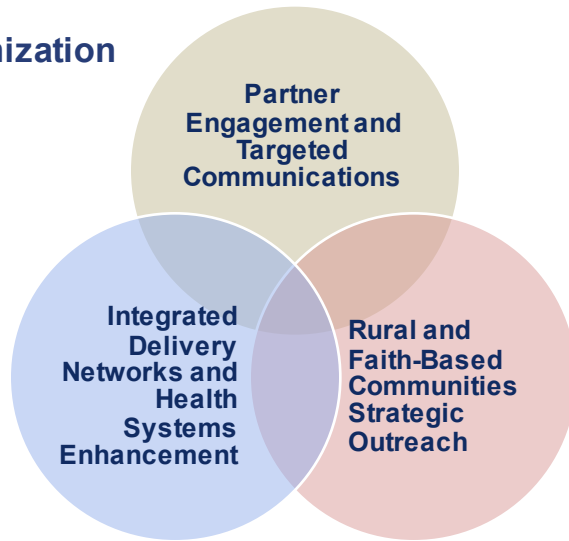 nization
Partner
Engagement and
Targeted
Communications
Integrated
Delivery
Networks and
Health
Systems
Enhancement
Rural and
Faith-Based
Communities
Strategic
Outreach